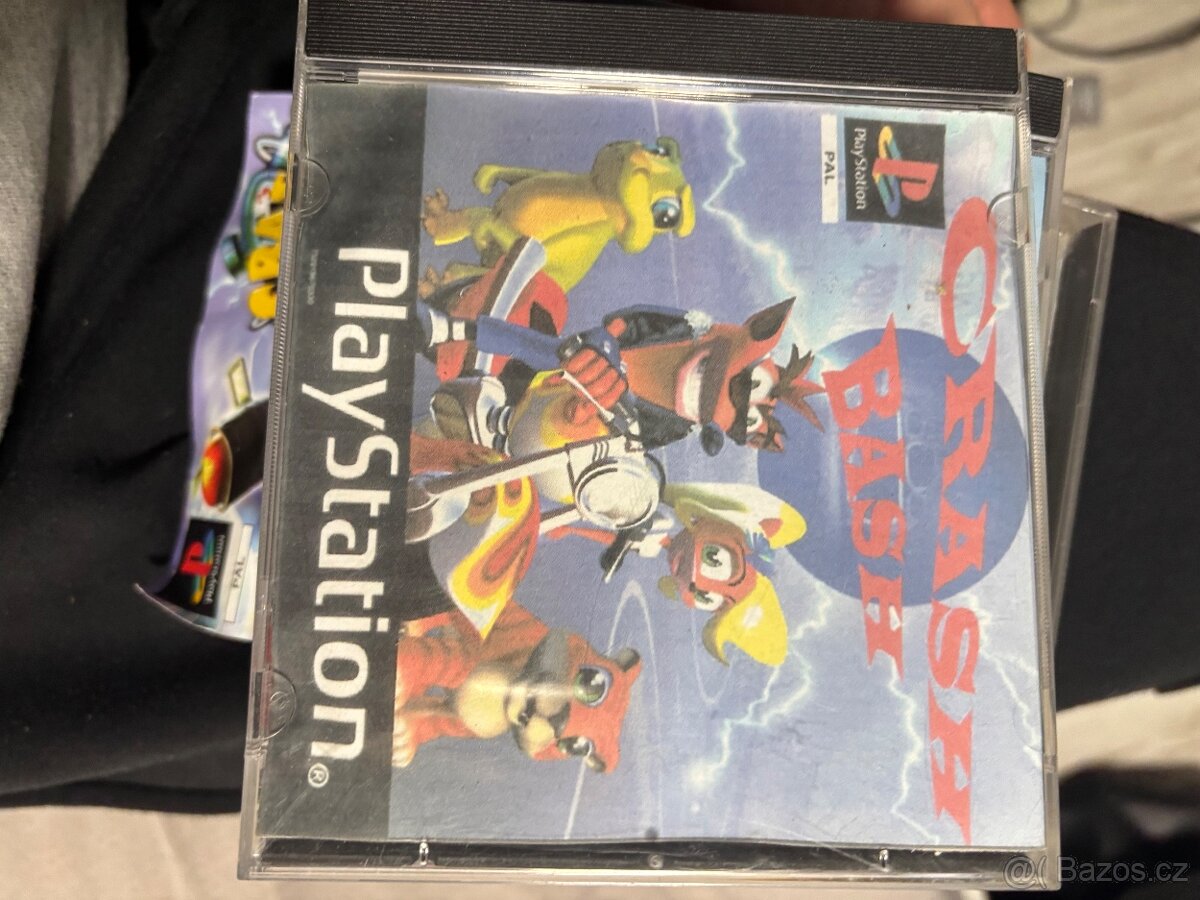 PlayStation
PAL
CRASH
BASH
PlayStation®
PAL
@( Bazos.cz